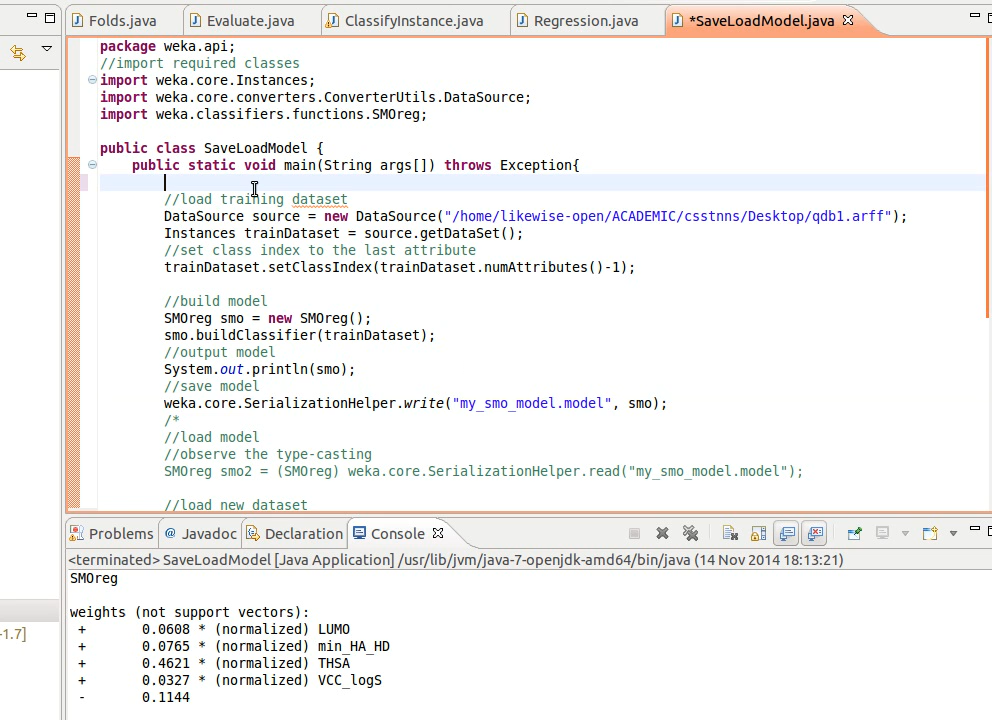 Folds.java Evaluate.java ClassifyInstance.java Regression.java *SaveLoadModel.java
package weka.api;
//import required classes
import weka.core.Instances;
import weka.core.converters.ConverterUtils.DataSource;
import weka.classifiers.functions.SMOreg;
public class SaveLoadModel {
public static void main(String args[]) throws Exception{
//load training dataset
DataSource source = new DataSource("/home/likewise-open/ACADEMIC/csstnns/Desktop/qdb1.arff");
Instances trainDataset = source.getDataSet();
//set class index to the last attribute
trainDataset.setClassIndex(trainDataset.numAttributes()-1);
//build model
SMOreg smo = new SMOreg();
smo.buildClassifier(trainDataset);
//output model
System.out.println(smo);
//save model
weka.core.SerializationHelper.write("my_smo_model.model", smo);
/*
//load model
//observe the type-casting
SMOreg smo2 = (SMOreg) weka.core.SerializationHelper.read("my_smo_model.model");
//load new dataset
Problems @ Javadoc Declaration Console
<terminated> SaveLoadModel [Java Application] /usr/lib/jvm/java-7-openjdk-amd64/bin/java (14 Nov 2014 18:13:21)
SMOreg
weights (not support vectors):
+ 0.0608 * (normalized) LUMO
+ 0.0765 * (normalized) min_HA_HD
+ 0.4621 * (normalized) THSA
+ 0.0327 * (normalized) VCC_logS
- 0.1144
-1.7]